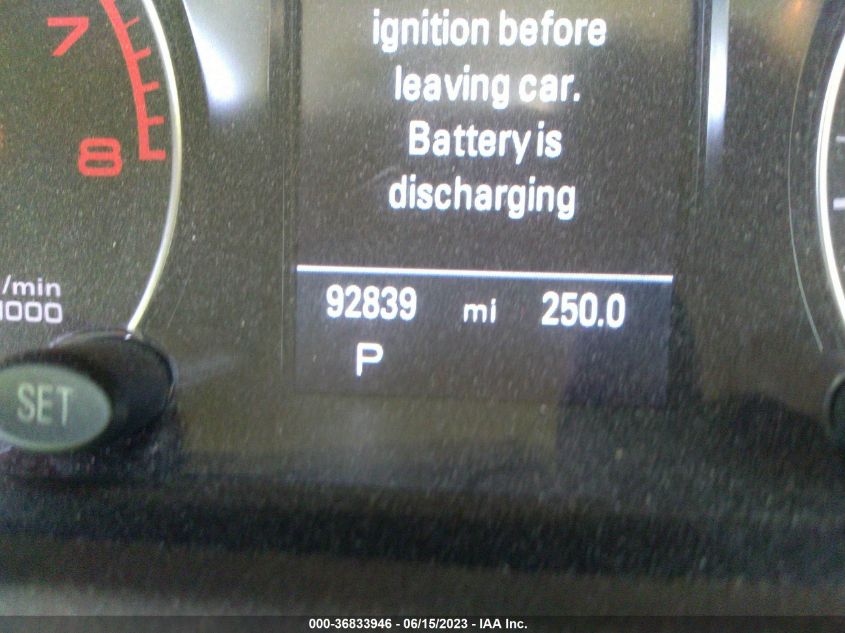 7
8
/min
1000
SET
ignition before
leaving car.
Battery is
discharging
92839 mi 250.0
P
000-36833946 - 06/15/2023 - IAA Inc.